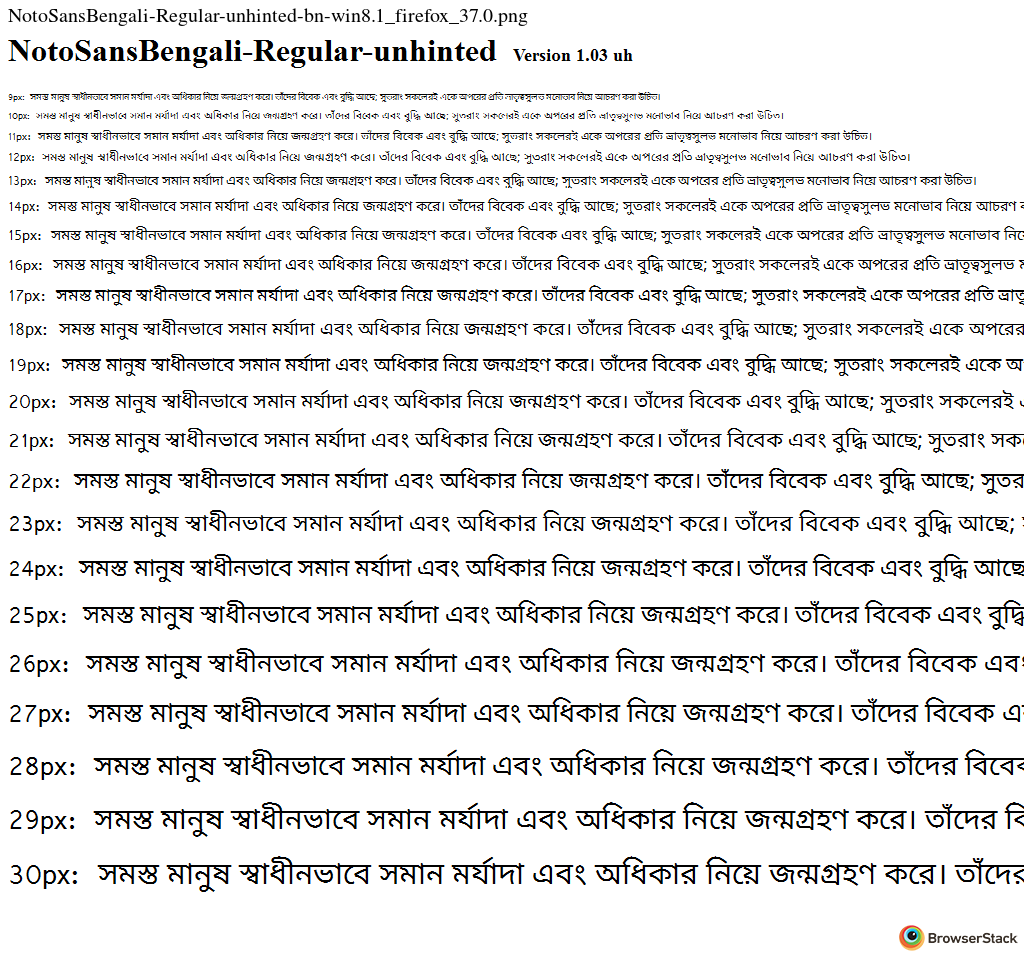 NotoSansBengali-Regular-unhinted-bn-win8.1_firefox_37.0.png
NotoSansBengali-Regular-unhinted Version 1.03 uh
9px: সমস্ত মানুষ স্বাধীনভাবে সমান মর্যাদা এবং অধিকার নিয়ে জন্মগ্রহণ করে। তাঁদের বিবেক এবং বুদ্ধি আছে; সুতরাং সকলেরই একে অপরের প্রতি ভ্রাতৃত্বসুলভ মনোভাব নিয়ে আচরণ করা উচিত।
10px: সমস্ত মানুষ স্বাধীনভাবে সমান মর্যাদা এবং অধিকার নিয়ে জন্মগ্রহণ করে। তাঁদের বিবেক এবং বুদ্ধি আছে; সুতরাং সকলেরই একে অপরের প্রতি ভ্রাতৃত্বসুলভ মনোভাব নিয়ে আচরণ করা উচিত।
11px: সমস্ত মানুষ স্বাধীনভাবে সমান মর্যাদা এবং অধিকার নিয়ে জন্মগ্রহণ করে। তাঁদের বিবেক এবং বুদ্ধি আছে; সুতরাং সকলেরই একে অপরের প্রতি ভ্রাতৃত্বসুলভ মনোভাব নিয়ে আচরণ করা উচিত।
12px: সমস্ত মানুষ স্বাধীনভাবে সমান মর্যাদা এবং অধিকার নিয়ে জন্মগ্রহণ করে। তাঁদের বিবেক এবং বুদ্ধি আছে; সুতরাং সকলেরই একে অপরের প্রতি ভ্রাতৃত্বসুলভ মনোভাব নিয়ে আচরণ করা উচিত।
13px: সমস্ত মানুষ স্বাধীনভাবে সমান মর্যাদা এবং অধিকার নিয়ে জন্মগ্রহণ করে। তাঁদের বিবেক এবং বুদ্ধি আছে; সুতরাং সকলেরই একে অপরের প্রতি ভ্রাতৃত্বসুলভ মনোভাব নিয়ে আচরণ করা উচিত।
14px: সমস্ত মানুষ স্বাধীনভাবে সমান মর্যাদা এবং অধিকার নিয়ে জন্মগ্রহণ করে। তাঁদের বিবেক এবং বুদ্ধি আছে; সুতরাং সকলেরই একে অপরের প্রতি ভ্রাতৃত্বসুলভ মনোভাব নিয়ে আচরণ
15px: সমস্ত মানুষ স্বাধীনভাবে সমান মর্যাদা এবং অধিকার নিয়ে জন্মগ্রহণ করে। তাঁদের বিবেক এবং বুদ্ধি আছে; সুতরাং সকলেরই একে অপরের প্রতি ভ্রাতৃত্বসুলভ মনোভাব
16px: সমস্ত মানুষ স্বাধীনভাবে সমান মর্যাদা এবং অধিকার নিয়ে জন্মগ্রহণ করে। তাঁদের বিবেক এবং বুদ্ধি আছে; সুতরাং সকলেরই একে অপরের প্রতি ভ্রাতৃত্বসুলভ
17px: সমস্ত মানুষ স্বাধীনভাবে সমান মর্যাদা এবং অধিকার নিয়ে জন্মগ্রহণ করে। তাঁদের বিবেক এবং বুদ্ধি আছে; সুতরাং সকলেরই একে অপরের প্রতি
18px: সমস্ত মানুষ স্বাধীনভাবে সমান মর্যাদা এবং অধিকার নিয়ে জন্মগ্রহণ করে। তাঁদের বিবেক এবং বুদ্ধি আছে; সুতরাং সকলেরই একে অপরের
19px: সমস্ত মানুষ স্বাধীনভাবে সমান মর্যাদা এবং অধিকার নিয়ে জন্মগ্রহণ করে। তাঁদের বিবেক এবং বুদ্ধি আছে; সুতরাং সকলেরই একে
20px: সমস্ত মানুষ স্বাধীনভাবে সমান মর্যাদা এবং অধিকার নিয়ে জন্মগ্রহণ করে। তাঁদের বিবেক এবং বুদ্ধি আছে; সুতরাং সকলেরই
21px: সমস্ত মানুষ স্বাধীনভাবে সমান মর্যাদা এবং অধিকার নিয়ে জন্মগ্রহণ করে। তাঁদের বিবেক এবং বুদ্ধি আছে; সুতরাং
22px: সমস্ত মানুষ স্বাধীনভাবে সমান মর্যাদা এবং অধিকার নিয়ে জন্মগ্রহণ করে। তাঁদের বিবেক এবং বুদ্ধি আছে;
23px: সমস্ত মানুষ স্বাধীনভাবে সমান মর্যাদা এবং অধিকার নিয়ে জন্মগ্রহণ করে। তাঁদের বিবেক এবং বুদ্ধি আছে;
24px: সমস্ত মানুষ স্বাধীনভাবে সমান মর্যাদা এবং অধিকার নিয়ে জন্মগ্রহণ করে। তাঁদের বিবেক এবং বুদ্ধি আছে
25px: সমস্ত মানুষ স্বাধীনভাবে সমান মর্যাদা এবং অধিকার নিয়ে জন্মগ্রহণ করে। তাঁদের বিবেক এবং
26px: সমস্ত মানুষ স্বাধীনভাবে সমান মর্যাদা এবং অধিকার নিয়ে জন্মগ্রহণ করে। তাঁদের বিবেক
27px: সমস্ত মানুষ স্বাধীনভাবে সমান মর্যাদা এবং অধিকার নিয়ে জন্মগ্রহণ করে। তাঁদের বিবেক
28px: সমস্ত মানুষ স্বাধীনভাবে সমান মর্যাদা এবং অধিকার নিয়ে জন্মগ্রহণ করে। তাঁদের
29px: সমস্ত মানুষ স্বাধীনভাবে সমান মর্যাদা এবং অধিকার নিয়ে জন্মগ্রহণ করে। তাঁদের
30px: সমস্ত মানুষ স্বাধীনভাবে সমান মর্যাদা এবং অধিকার নিয়ে জন্মগ্রহণ করে। তাঁদের
BrowserStack